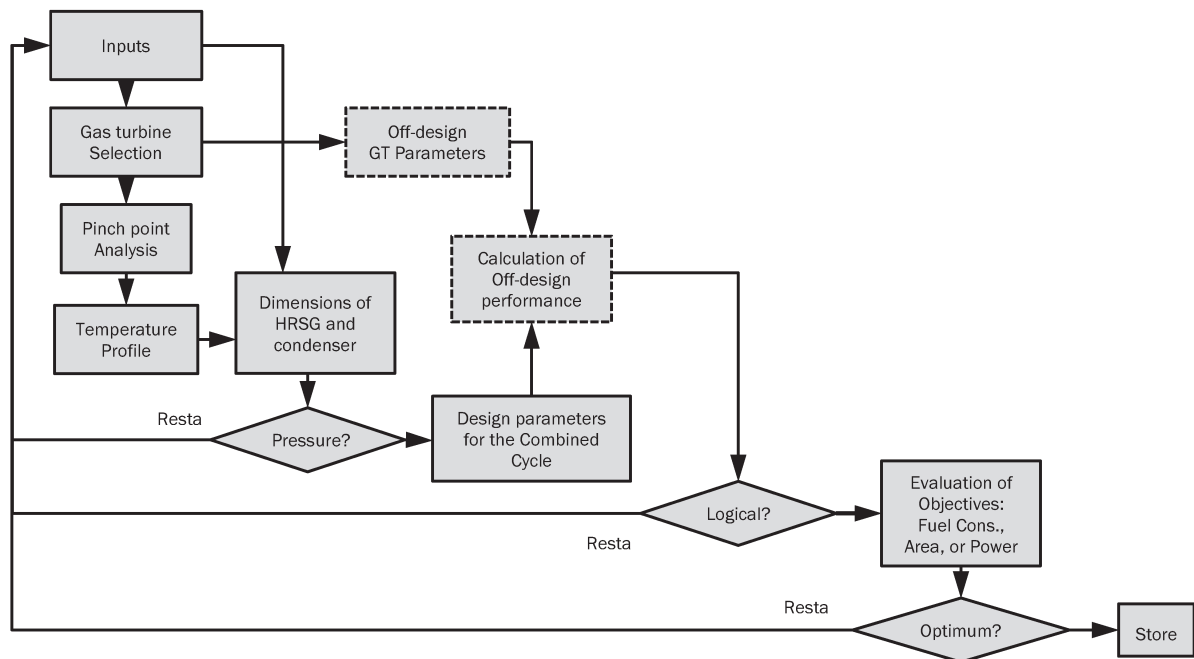 Inputs
Gas turbine
Selection
Off-design
GT Parameters
Pinch point
Analysis
Calculation of
Off-design
performance
Temperature
Profile
Dimensions of
HRSG and
condenser
Resta
Pressure?
Design parameters
for the Combined
Cycle
Logical?
Resta
Evaluation of
Objectives:
Fuel Cons.,
Area, or Power
Resta
Optimum?
Store